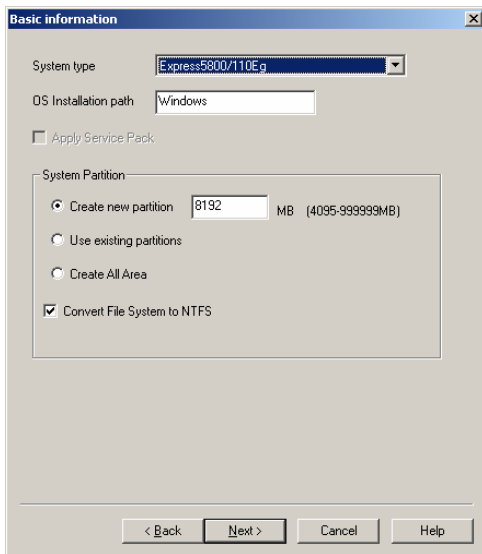 Basic information
System type Express5800/110Eg
OS Installation path Windows
Apply Service Pack
System Partition
Create new partition 8192 MB (4095-999999MB)
Use existing partitions
Create All Area
Convert File System to NTFS
< Back Next > Cancel Help